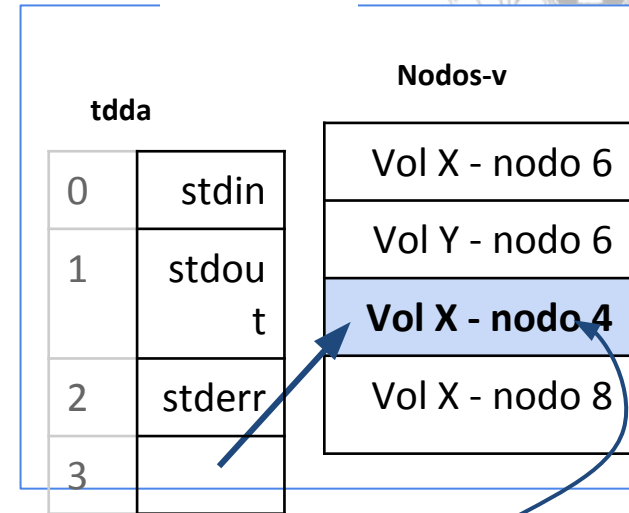 Nodos-v
tdda
0 stdin
1 stdou
t
2 stderr
3
Vol X - nodo 6
Vol Y - nodo 6
Vol X - nodo 4
Vol X - nodo 8